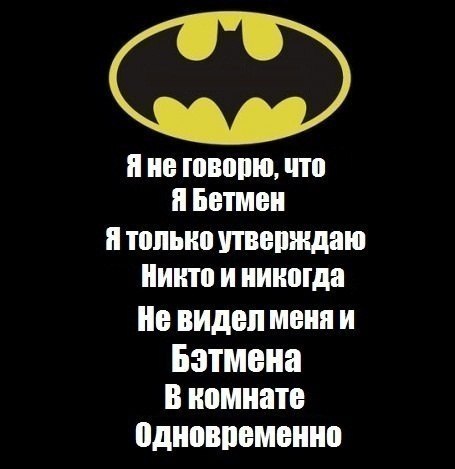 Я не говорю, что
Я Бетмен
Я только утверждаю
Никто и никогда
Не видел меня и
Бэтмена
В комнате
Одновременно